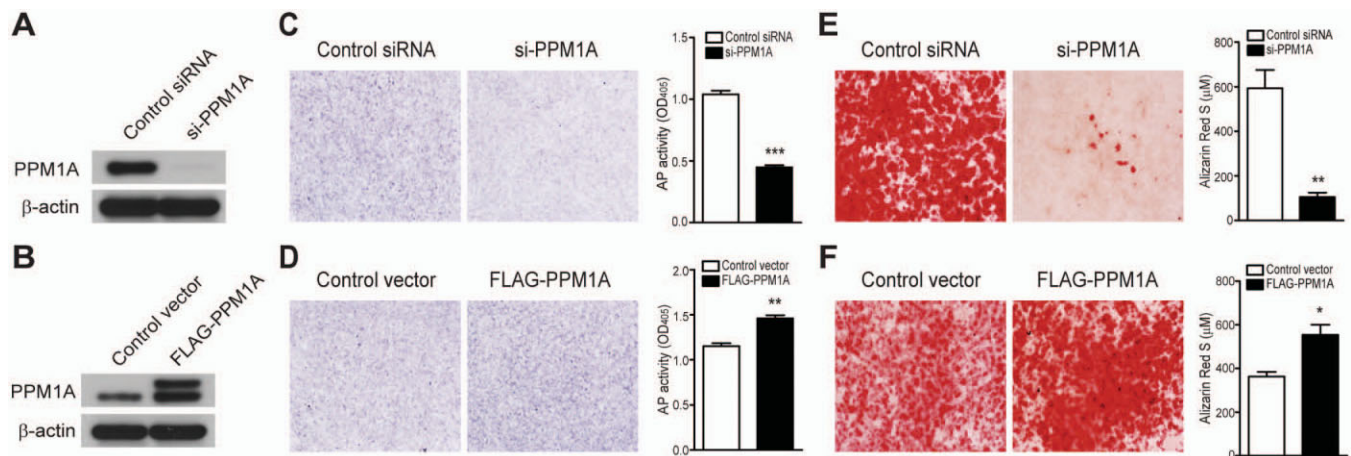 A
Control siRNA
si-PPM1A
PPM1A
β-actin
B
Control vector
FLAG-PPM1A
PPM1A
β-actin
C
Control siRNA
si-PPM1A
AP activity (OD405)
1.5
1.0
0.5
0.0
Control siRNA
si-PPM1A
***
D
Control vector
FLAG-PPM1A
AP activity (OD405)
2.0
1.5
1.0
0.5
0.0
Control vector
FLAG-PPM1A
**
E
Control siRNA
si-PPM1A
Alizarin Red S (μM)
800
600
400
200
0
Control siRNA
si-PPM1A
**
F
Control vector
FLAG-PPM1A
Alizarin Red S (μM)
800
600
400
200
0
Control vector
FLAG-PPM1A
*